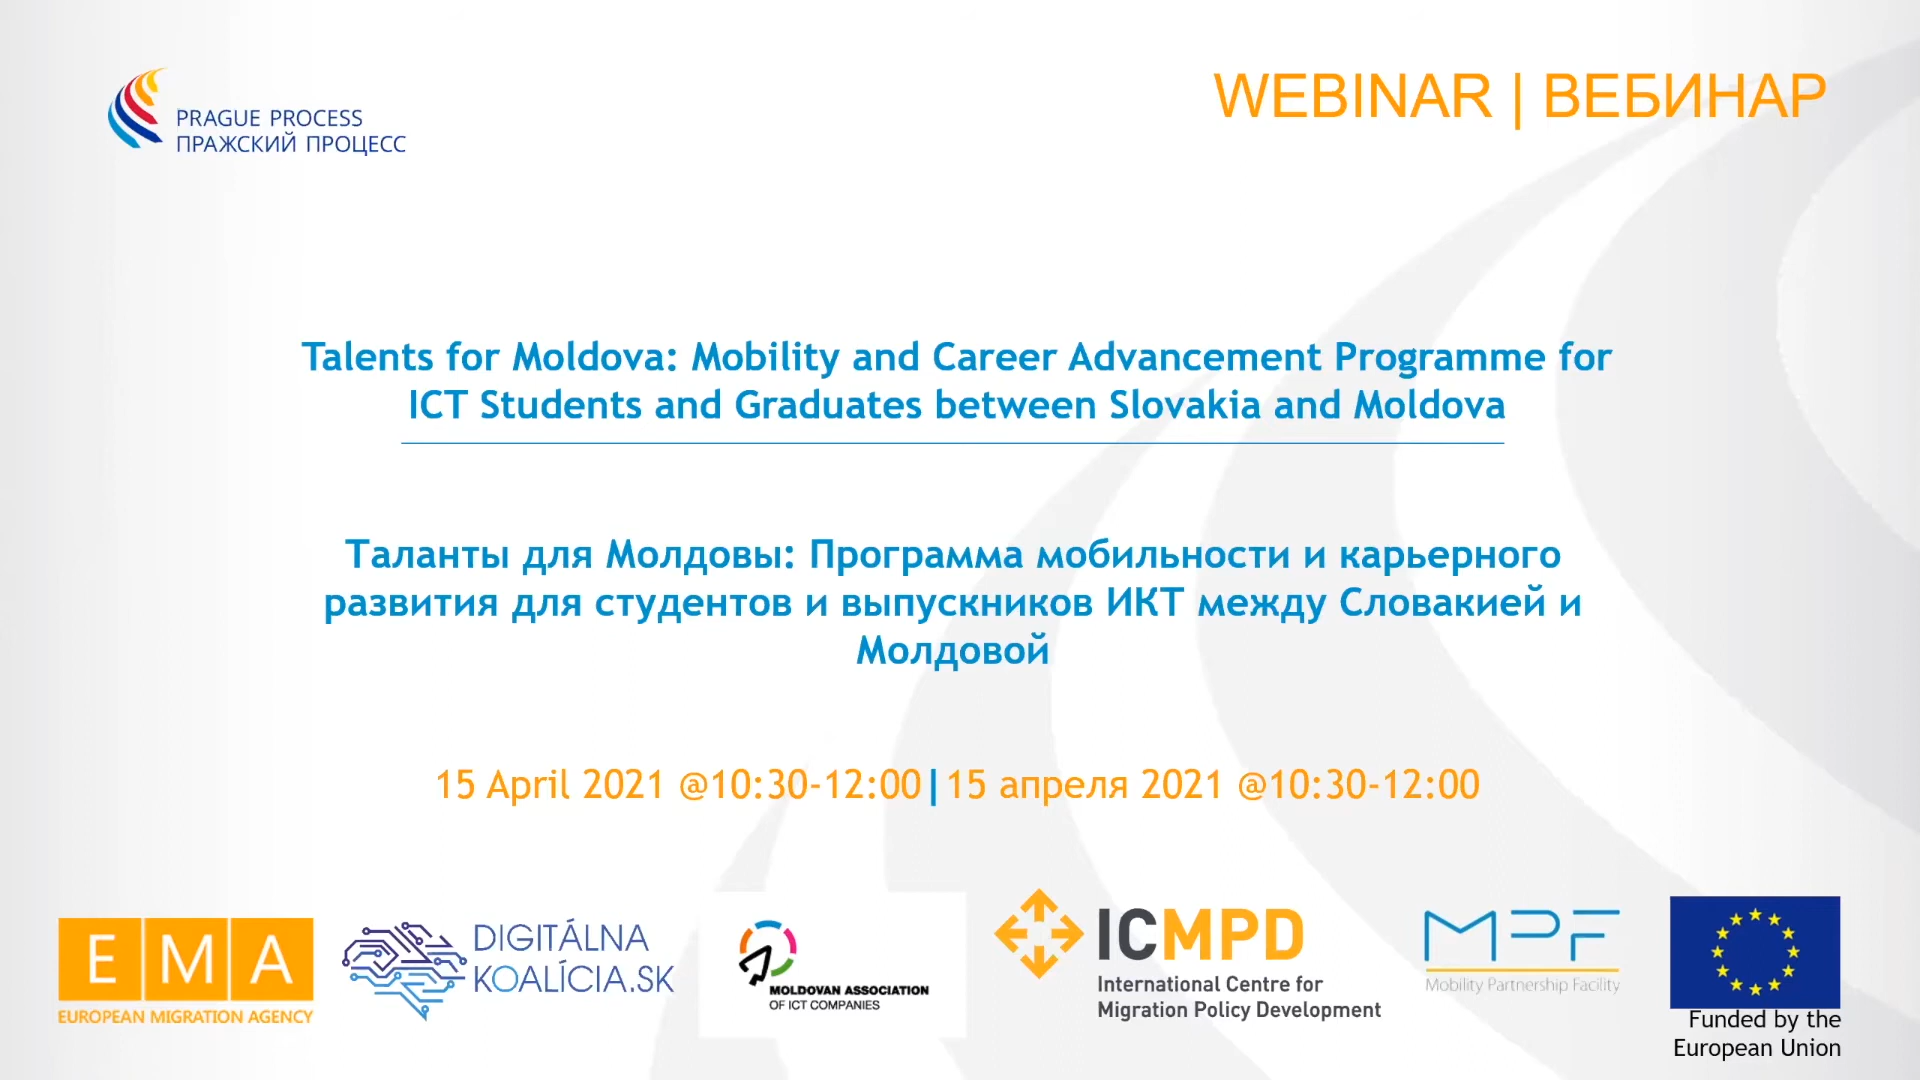 PRAGUE PROCESS
ПРАЖСКИЙ ПРОЦЕСС
WEBINAR | ВЕБИНАР
Talents for Moldova: Mobility and Career Advancement Programme for
ICT Students and Graduates between Slovakia and Moldova
Таланты для Молдовы: Программа мобильности и карьерного
развития для студентов и выпускников ИКТ между Словакией и
Молдовой
15 April 2021 @10:30-12:00|15 апреля 2021 @10:30-12:00
EMA
EUROPEAN MIGRATION AGENCY
DIGITÁLNA
KOALÍCIA.SK
MOLDOVAN ASSOCIATION
OF ICT COMPANIES
ICMPD
International Centre for
Migration Policy Development
MPF
Mobility Partnership Facility
Funded by the
European Union